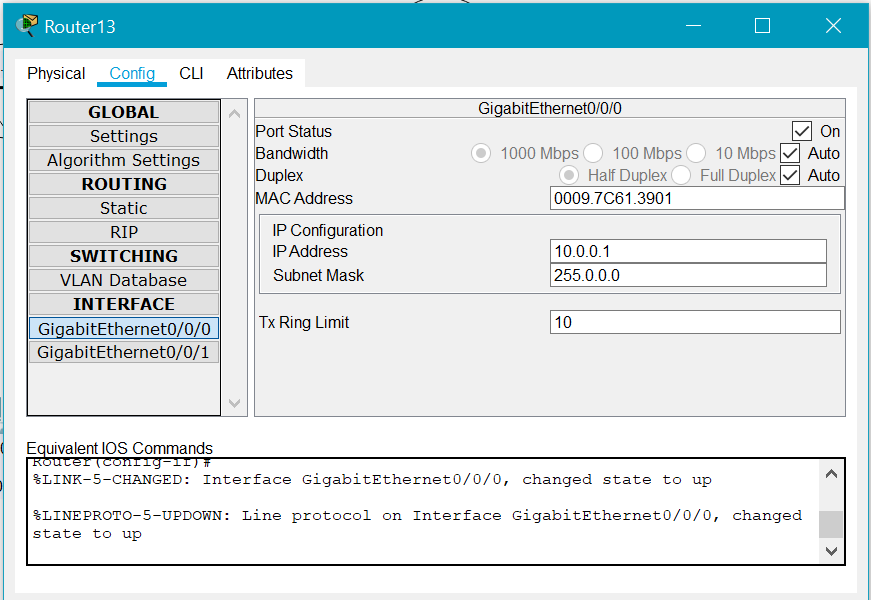 Router13
Physical Config CLI Attributes
GLOBAL
Settings
Algorithm Settings
ROUTING
Static
RIP
SWITCHING
VLAN Database
INTERFACE
GigabitEthernet0/0/0
GigabitEthernet0/0/1
GigabitEthernet0/0/0
Port Status On
Bandwidth 1000 Mbps 100 Mbps 10 Mbps Auto
Duplex Half Duplex Full Duplex Auto
MAC Address 0009.7C61.3901
IP Configuration
IP Address 10.0.0.1
Subnet Mask 255.0.0.0
Tx Ring Limit 10
Equivalent IOS Commands
Router(config-if)#
%LINK-5-CHANGED: Interface GigabitEthernet0/0/0, changed state to up
%LINEPROTO-5-UPDOWN: Line protocol on Interface GigabitEthernet0/0/0, changed
state to up